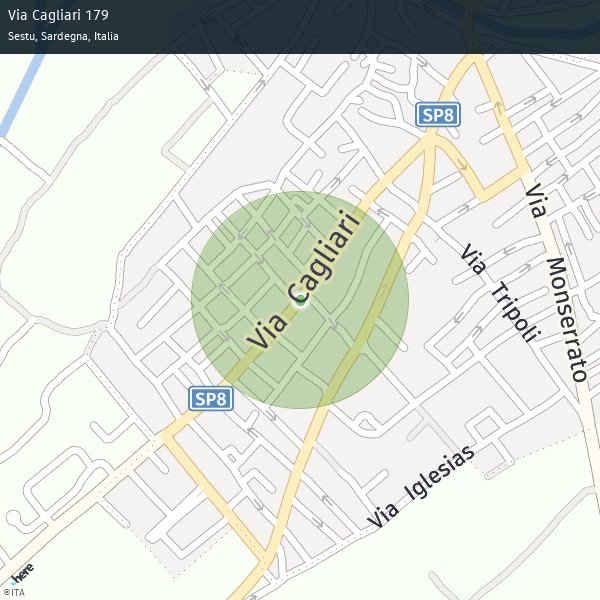 Via Cagliari 179
Sestu, Sardegna, Italia
SP8
Via Cagliari
Via Monserrato
Via Tripoli
SP8
Via Iglesias
here
©ITA